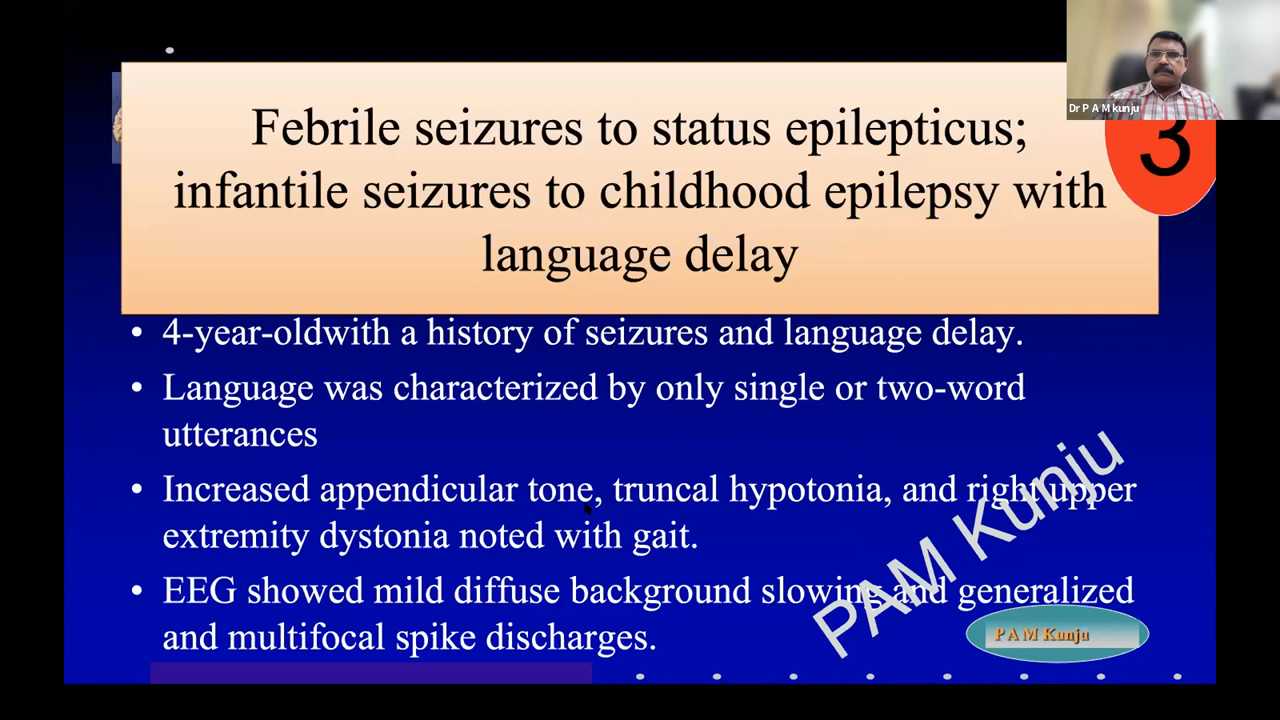 Dr P A M kunju
3
Febrile seizures to status epilepticus;
infantile seizures to childhood epilepsy with
language delay
• 4-year-oldwith a history of seizures and language delay.
• Language was characterized by only single or two-word
utterances
• Increased appendicular tone, truncal hypotonia, and right upper
extremity dystonia noted with gait.
• EEG showed mild diffuse background slowing and generalized
and multifocal spike discharges.
PAM Kunju
P A M Kunju